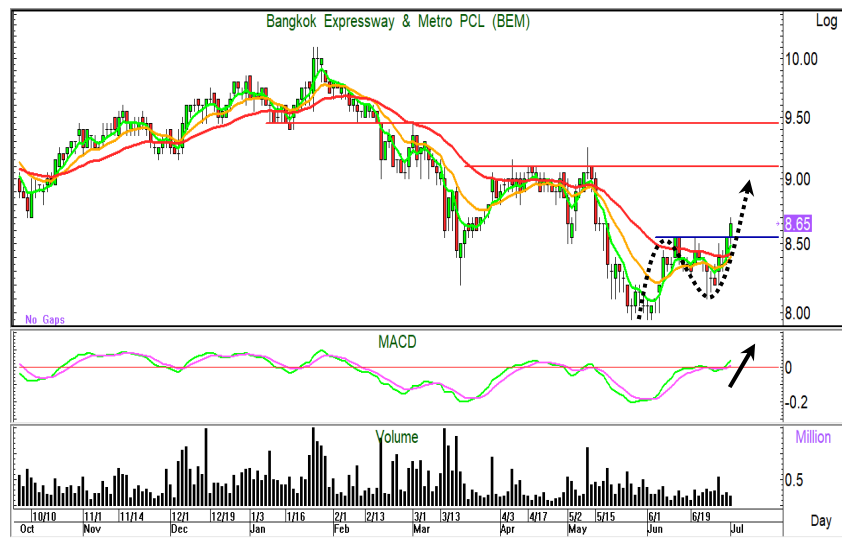 Bangkok Expressway & Metro PCL (BEM)
Log
10.00
9.50
9.00
8.65
8.50
8.00
No Gaps
MACD
0
-0.2
Volume
Million
0.5
10/10 11/1 11/14 12/1 12/19 1/3 1/16 2/1 2/13 3/1 3/13 4/3 4/17 5/2 5/15 6/1 6/19
Oct Nov Dec Jan Feb Mar Apr May Jun Jul
Day